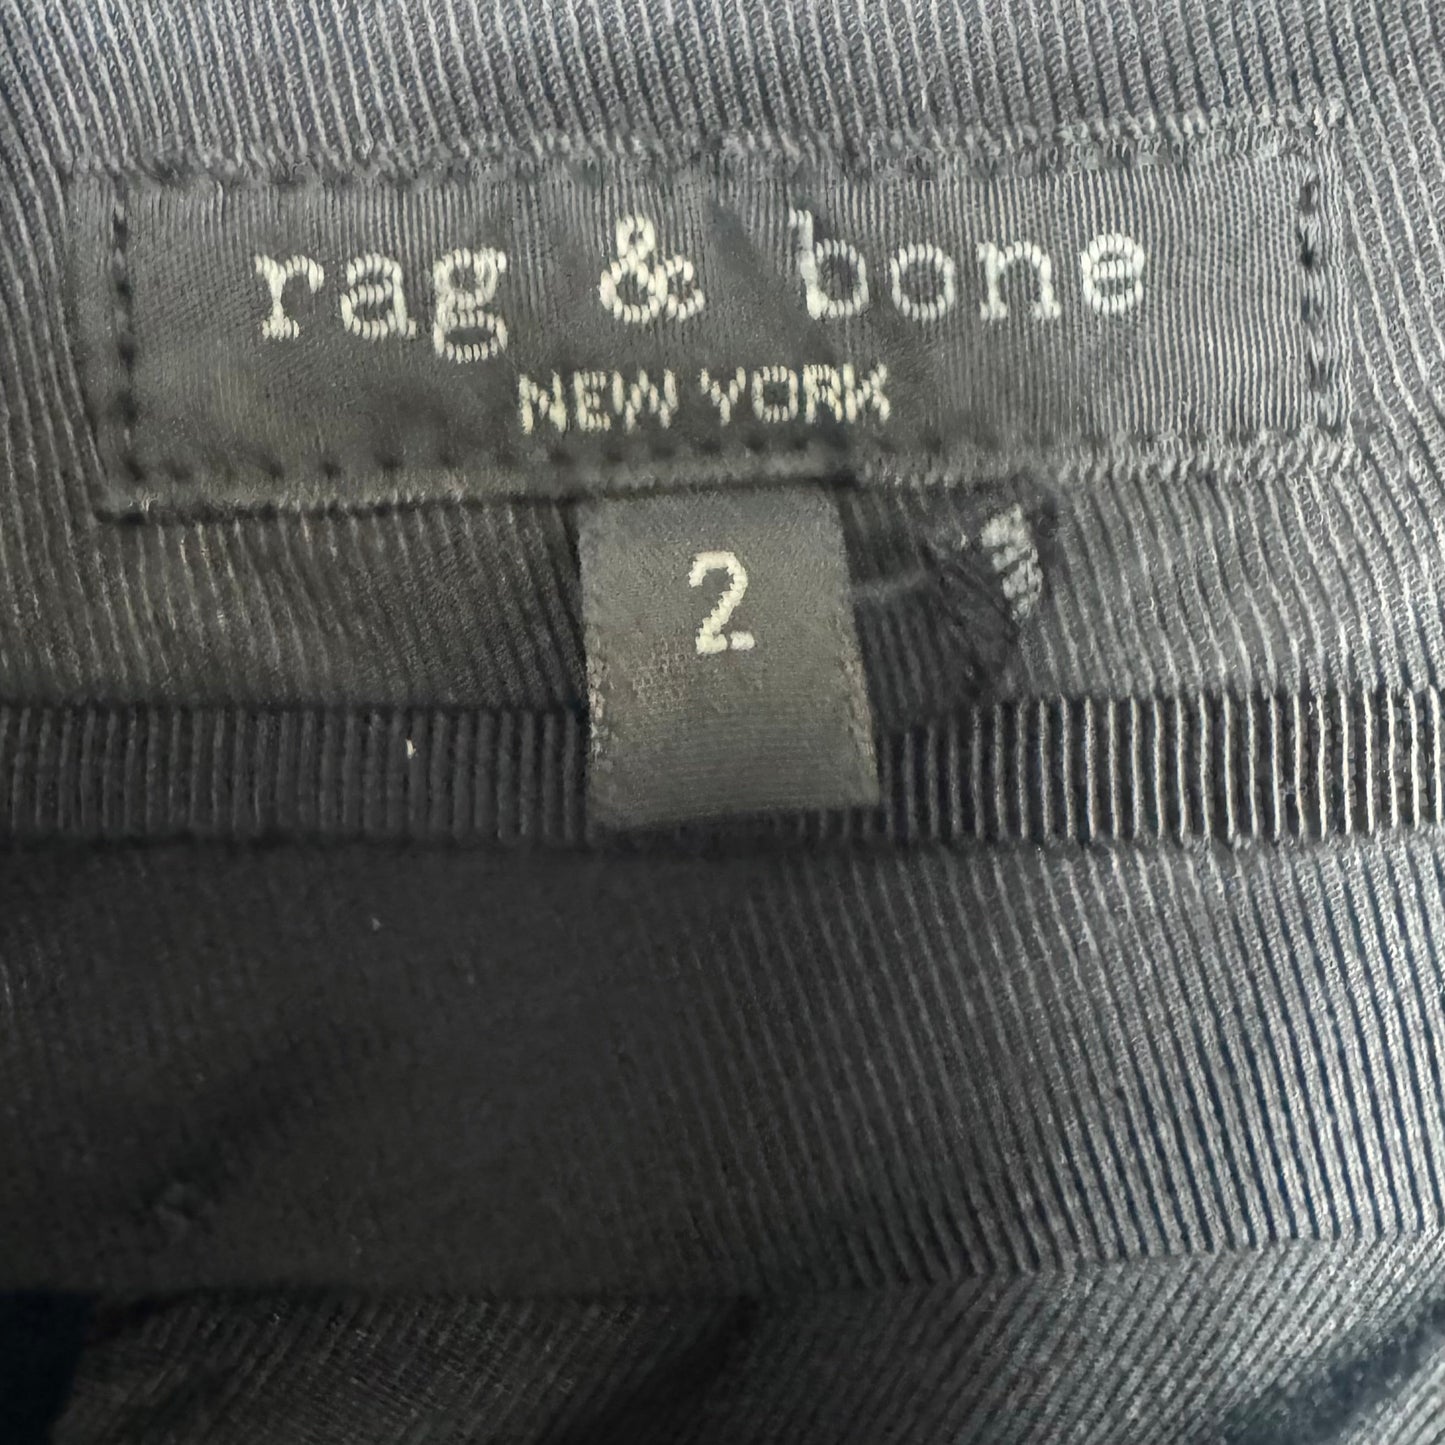 rag & bone
NEW YORK
2